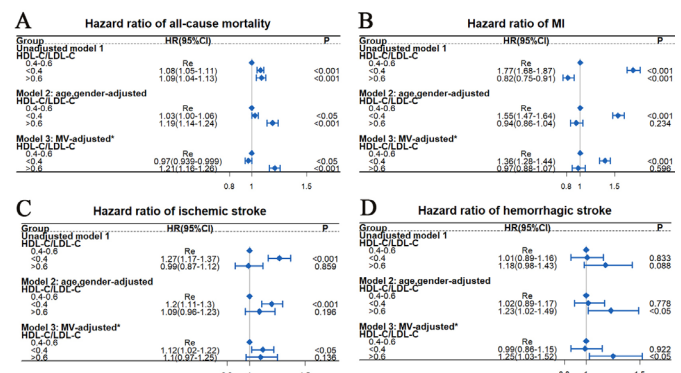 A
Hazard ratio of all-cause mortality
Group HR(95%CI) P
Unadjusted model 1
HDL-C/LDL-C
0.4-0.6 Re
<0.4 1.08(1.05-1.11) <0.001
>0.6 1.09(1.04-1.13) <0.001
Model 2: age,gender-adjusted
HDL-C/LDL-C
0.4-0.6 Re
<0.4 1.03(1.00-1.06) <0.05
>0.6 1.19(1.14-1.24) <0.001
Model 3: MV-adjusted*
HDL-C/LDL-C
0.4-0.6 Re
<0.4 0.97(0.939-0.999) <0.05
>0.6 1.21(1.16-1.26) <0.001
0.8 1 1.5
B
Hazard ratio of MI
Group HR(95%CI) P
Unadjusted model 1
HDL-C/LDL-C
0.4-0.6 Re
<0.4 1.77(1.68-1.87) <0.001
>0.6 0.82(0.75-0.91) <0.001
Model 2: age,gender-adjusted
HDL-C/LDL-C
0.4-0.6 Re
<0.4 1.55(1.47-1.64) <0.001
>0.6 0.94(0.86-1.04) 0.234
Model 3: MV-adjusted*
HDL-C/LDL-C
0.4-0.6 Re
<0.4 1.36(1.28-1.44) <0.001
>0.6 0.97(0.88-1.07) 0.596
0.8 1 1.5
C
Hazard ratio of ischemic stroke
Group HR(95%CI) P
Unadjusted model 1
HDL-C/LDL-C
0.4-0.6 Re
<0.4 1.27(1.17-1.37) <0.001
>0.6 0.99(0.87-1.12) 0.859
Model 2: age,gender-adjusted
HDL-C/LDL-C
0.4-0.6 Re
<0.4 1.2(1.11-1.3) <0.001
>0.6 1.09(0.96-1.23) 0.196
Model 3: MV-adjusted*
HDL-C/LDL-C
0.4-0.6 Re
<0.4 1.12(1.02-1.22) <0.05
>0.6 1.1(0.97-1.25) 0.136
D
Hazard ratio of hemorrhagic stroke
Group HR(95%CI) P
Unadjusted model 1
HDL-C/LDL-C
0.4-0.6 Re
<0.4 1.01(0.89-1.16) 0.833
>0.6 1.18(0.98-1.43) 0.088
Model 2: age,gender-adjusted
HDL-C/LDL-C
0.4-0.6 Re
<0.4 1.02(0.89-1.17) 0.778
>0.6 1.23(1.02-1.49) <0.05
Model 3: MV-adjusted*
HDL-C/LDL-C
0.4-0.6 Re
<0.4 0.99(0.86-1.15) 0.922
>0.6 1.25(1.03-1.52) <0.05